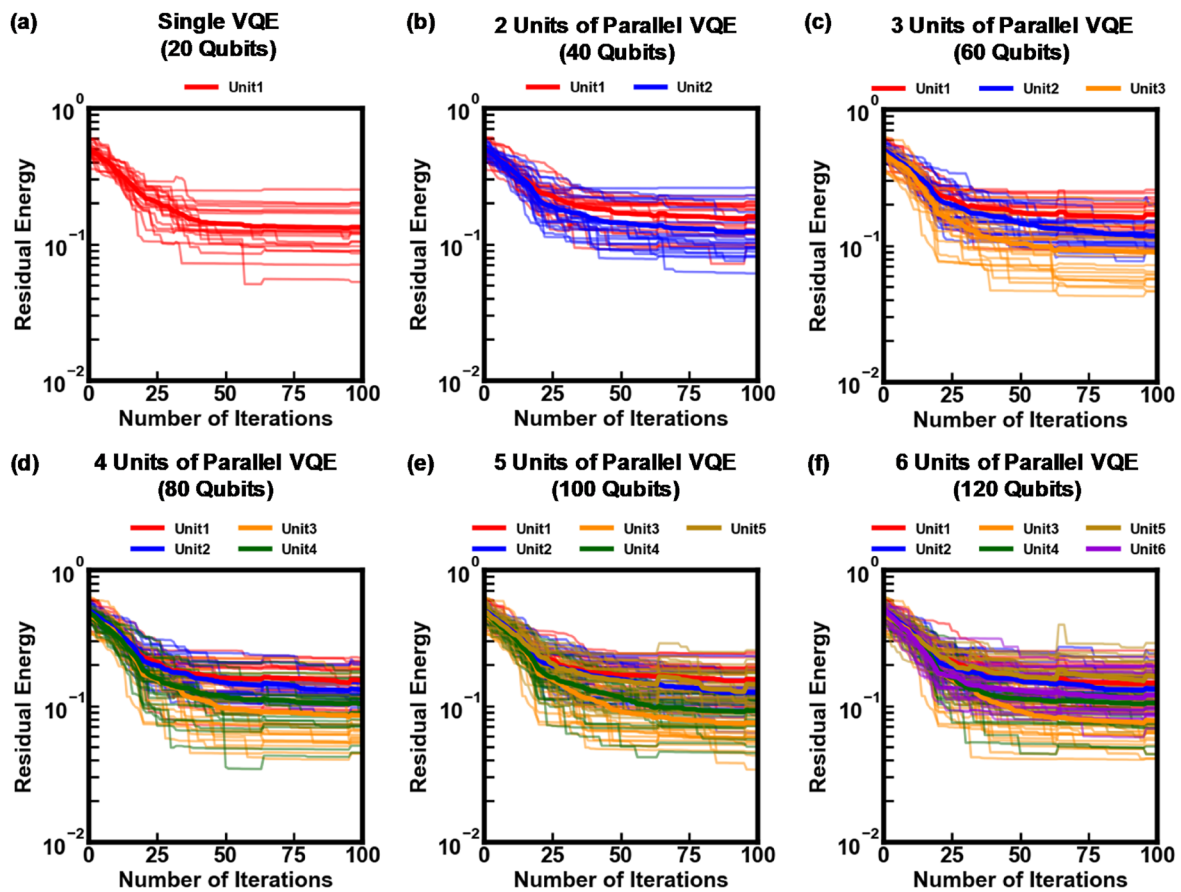 (a) Single VQE
(20 Qubits)
Unit1
10^0
10^-1
10^-2
Residual Energy
0 25 50 75 100
Number of Iterations
(b) 2 Units of Parallel VQE
(40 Qubits)
Unit1 Unit2
10^0
10^-1
10^-2
Residual Energy
0 25 50 75 100
Number of Iterations
(c) 3 Units of Parallel VQE
(60 Qubits)
Unit1 Unit2 Unit3
10^0
10^-1
10^-2
Residual Energy
0 25 50 75 100
Number of Iterations
(d) 4 Units of Parallel VQE
(80 Qubits)
Unit1 Unit3
Unit2 Unit4
10^0
10^-1
10^-2
Residual Energy
0 25 50 75 100
Number of Iterations
(e) 5 Units of Parallel VQE
(100 Qubits)
Unit1 Unit3 Unit5
Unit2 Unit4
10^0
10^-1
10^-2
Residual Energy
0 25 50 75 100
Number of Iterations
(f) 6 Units of Parallel VQE
(120 Qubits)
Unit1 Unit3 Unit5
Unit2 Unit4 Unit6
10^0
10^-1
10^-2
Residual Energy
0 25 50 75 100
Number of Iterations